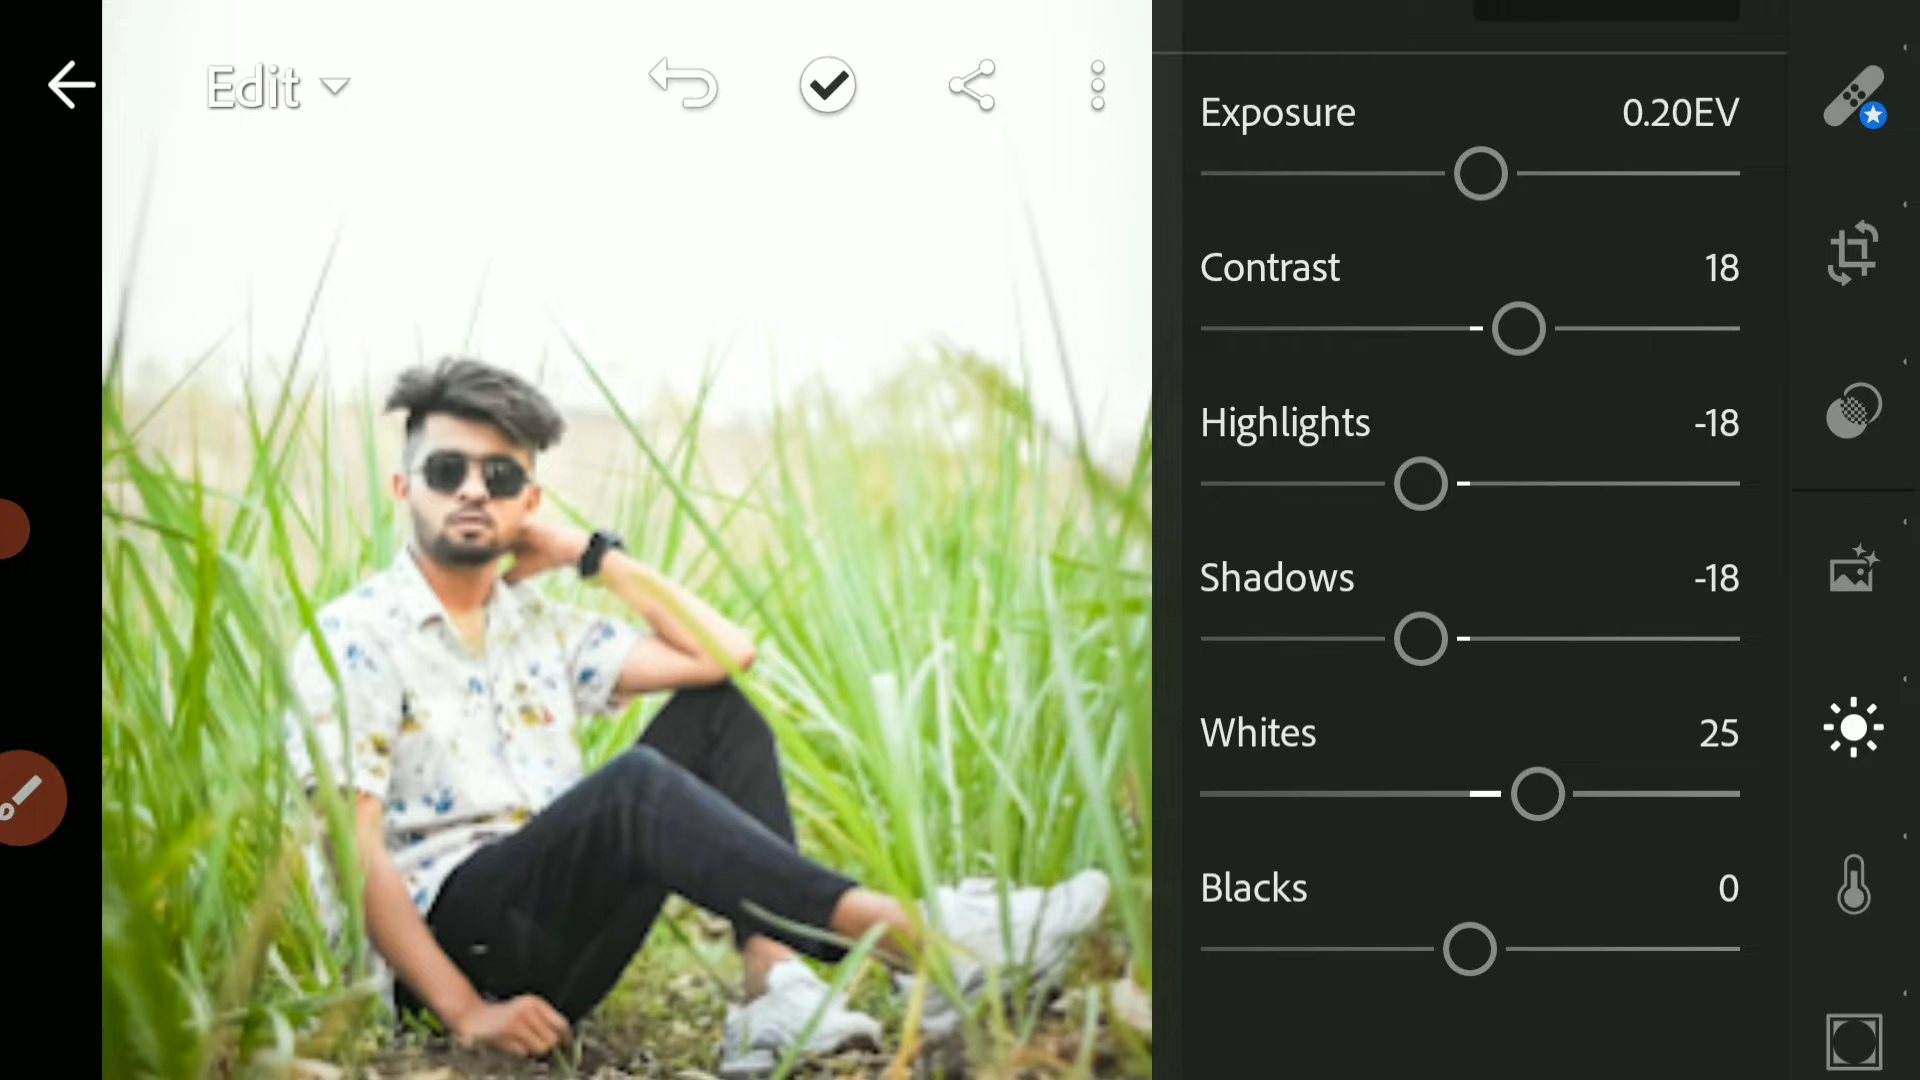 Edit
Exposure 0.20EV
Contrast 18
Highlights -18
Shadows -18
Whites 25
Blacks 0